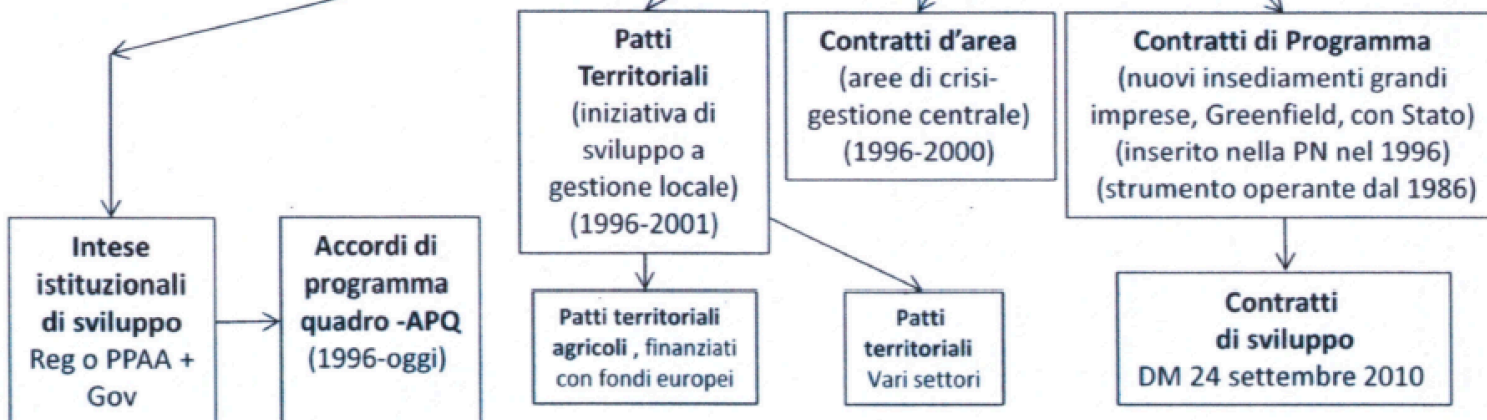 Patti
Territoriali
(iniziativa di
sviluppo a
gestione locale)
(1996-2001)
Contratti d'area
(aree di crisi-
gestione centrale)
(1996-2000)
Contratti di Programma
(nuovi insediamenti grandi
imprese, Greenfield, con Stato)
(inserito nella PN nel 1996)
(strumento operante dal 1986)
Intese
istituzionali
di sviluppo
Reg o PPAA +
Gov
Accordi di
programma
quadro -APQ
(1996-oggi)
Patti territoriali
agricoli , finanziati
con fondi europei
Patti
territoriali
Vari settori
Contratti
di sviluppo
DM 24 settembre 2010